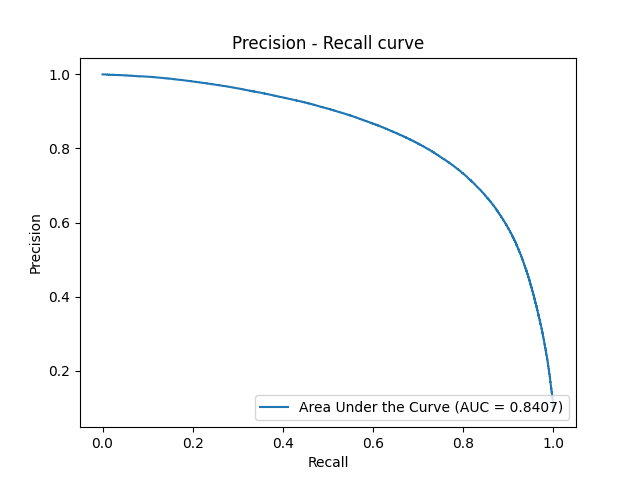 Precision - Recall curve
1.0
0.8
0.6
0.4
0.2
Precision
Area Under the Curve (AUC = 0.8407)
0.0 0.2 0.4 0.6 0.8 1.0
Recall